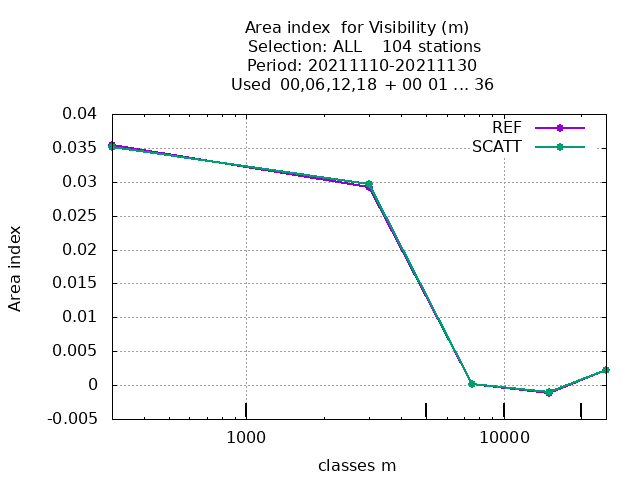 Area index  for Visibility (m)
Selection: ALL    104 stations
Period: 20211110-20211130
Used  00,06,12,18  + 00 01 ... 36
0.04
0.035
0.03
0.025
0.02
0.015
0.01
0.005
0
-0.005
Area index
REF
SCATT
1000
10000
classes m